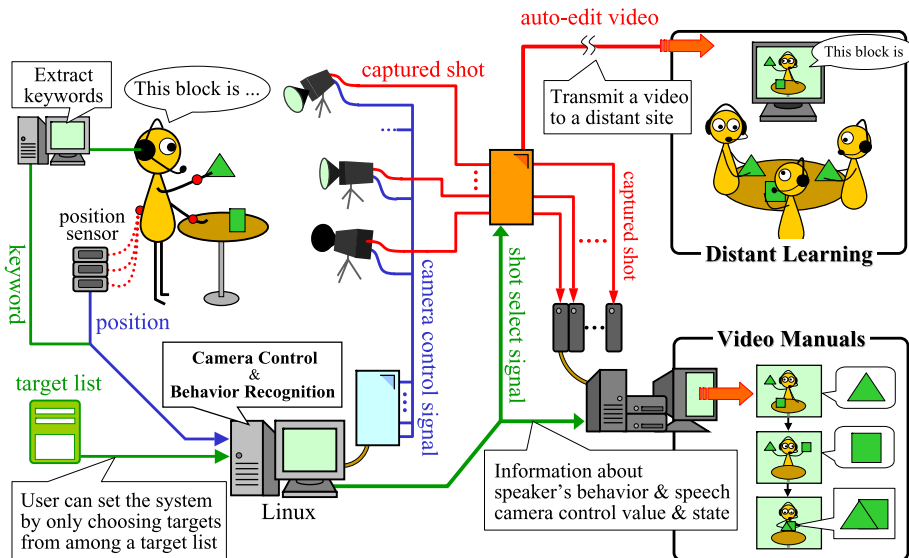 auto-edit video
Extract
keywords
This block is ...
captured shot
This block is
Transmit a video
to a distant site
position
sensor
keyword
position
captured shot
Distant Learning
camera control signal
shot select signal
Camera Control
&
Behavior Recognition
target list
Video Manuals
User can set the system
by only choosing targets
from among a target list
Linux
Information about
speaker's behavior & speech
camera control value & state